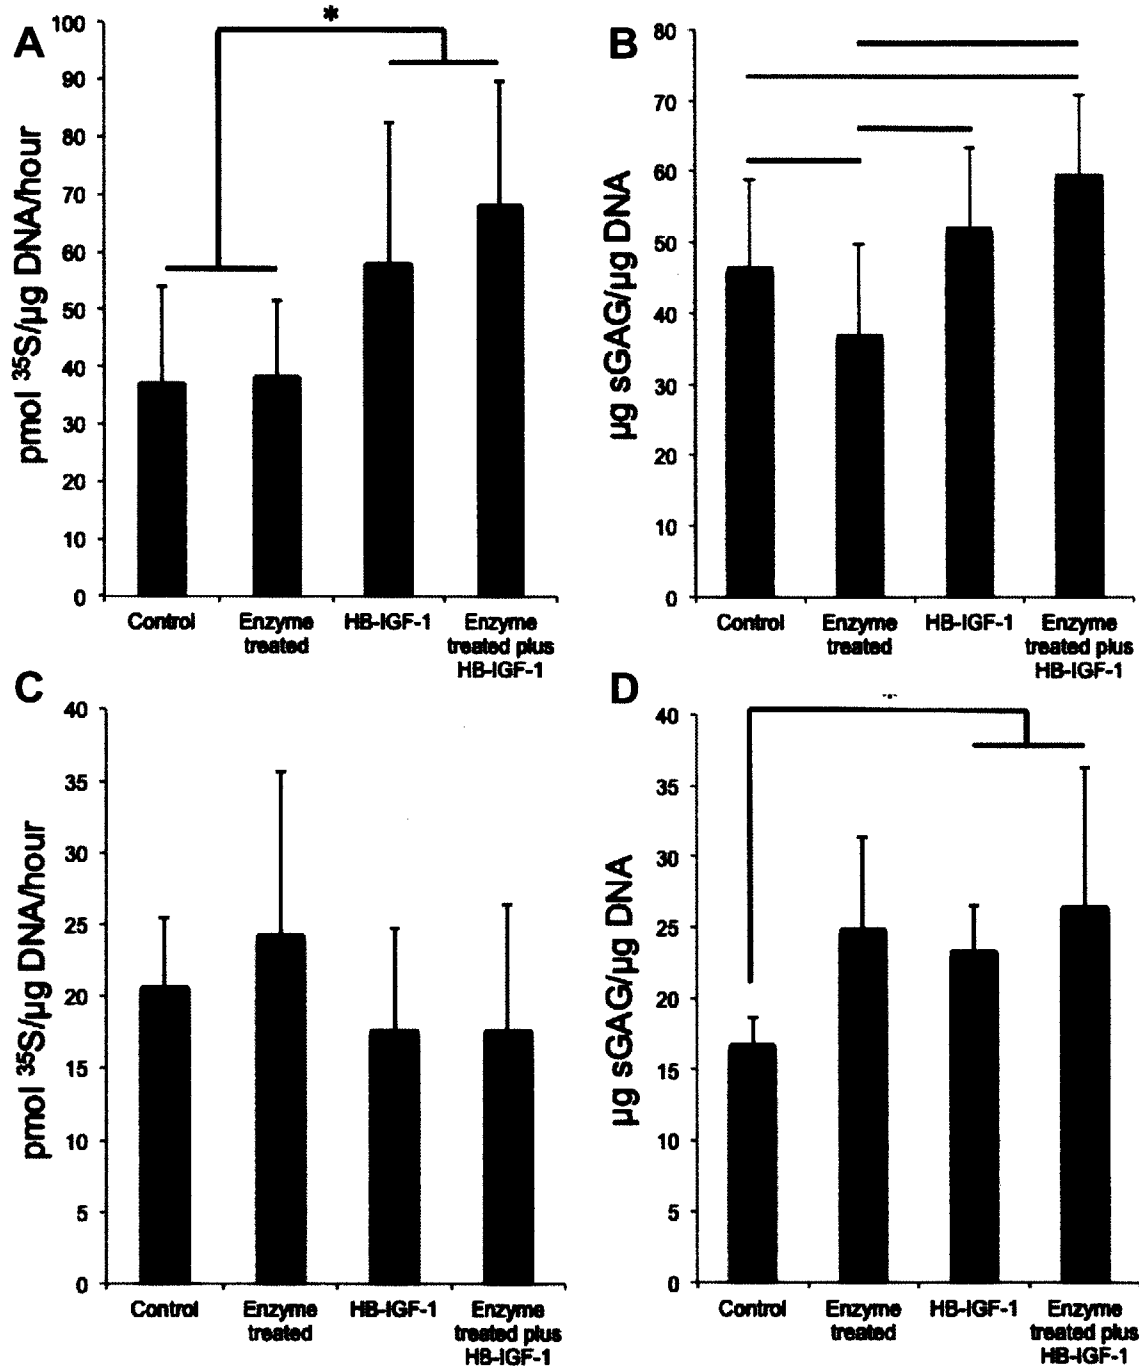 A
*
pmol ³⁵S/µg DNA/hour
100
90
80
70
60
50
40
30
20
10
0
Control
Enzyme
treated
HB-IGF-1
Enzyme
treated plus
HB-IGF-1
B
µg sGAG/µg DNA
80
70
60
50
40
30
20
10
0
Control
Enzyme
treated
HB-IGF-1
Enzyme
treated plus
HB-IGF-1
C
pmol ³⁵S/µg DNA/hour
40
35
30
25
20
15
10
5
0
Control
Enzyme
treated
HB-IGF-1
Enzyme
treated plus
HB-IGF-1
D
µg sGAG/µg DNA
40
35
30
25
20
15
10
5
0
Control
Enzyme
treated
HB-IGF-1
Enzyme
treated plus
HB-IGF-1